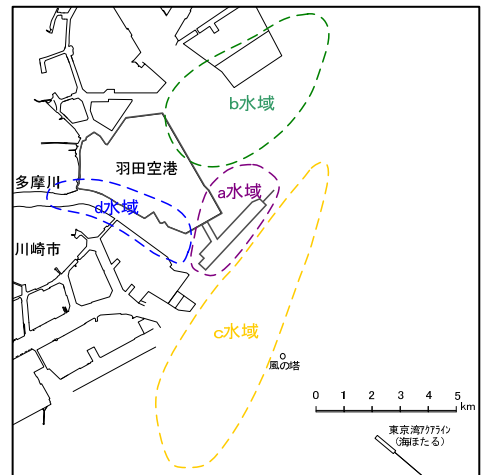 b水域
羽田空港
多摩川
a水域
d水域
川崎市
c水域
風の塔
0 1 2 3 4 5
km
東京湾アクアライン
(海ほたる)